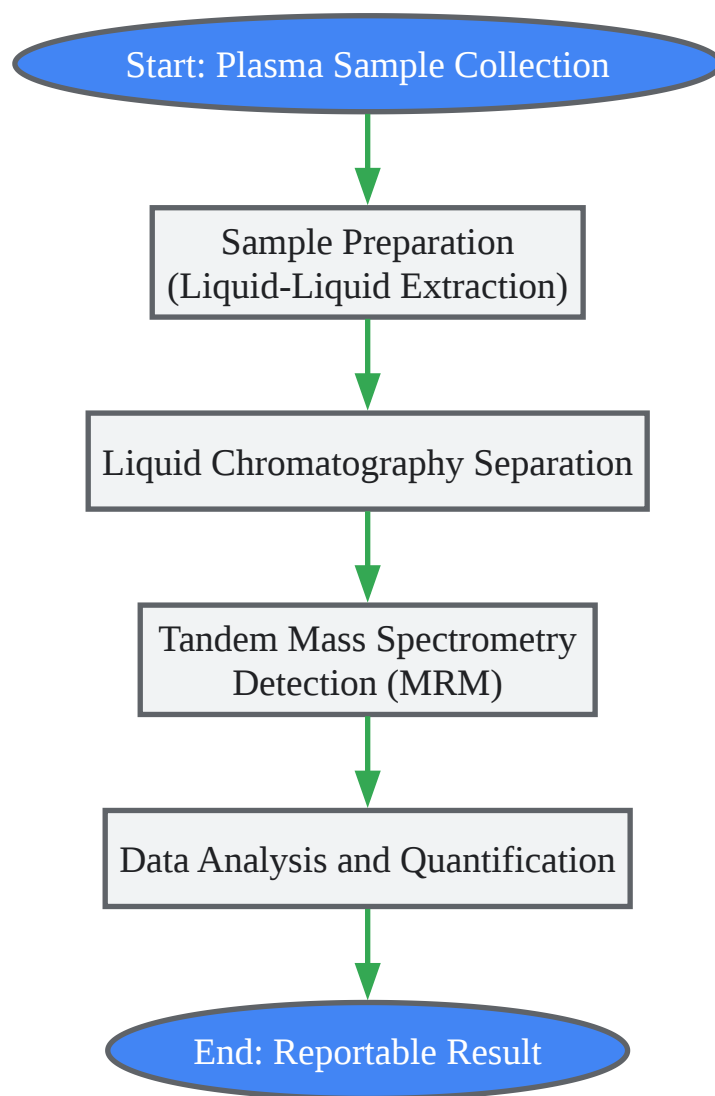 Start: Plasma Sample Collection
Sample Preparation
(Liquid-Liquid Extraction)
Liquid Chromatography Separation
Tandem Mass Spectrometry
Detection (MRM)
Data Analysis and Quantification
End: Reportable Result